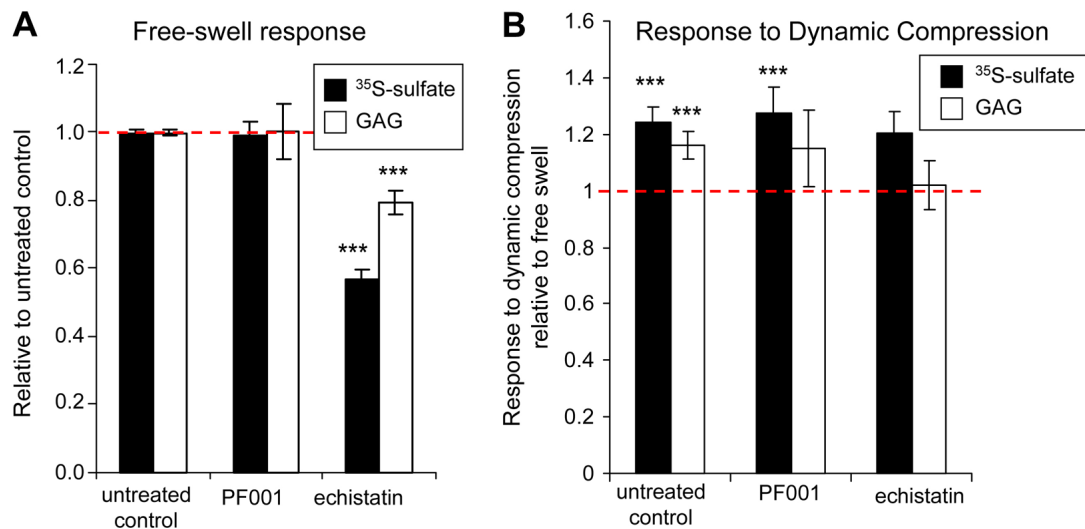 A
Free-swell response
Relative to untreated control
1.2
1.0
0.8
0.6
0.4
0.2
0.0
³⁵S-sulfate
GAG
***
***
untreated
control
PF001
echistatin
B
Response to Dynamic Compression
Response to dynamic compression
relative to free swell
1.6
1.4
1.2
1
0.8
0.6
0.4
0.2
0
³⁵S-sulfate
GAG
***
***
***
untreated
control
PF001
echistatin